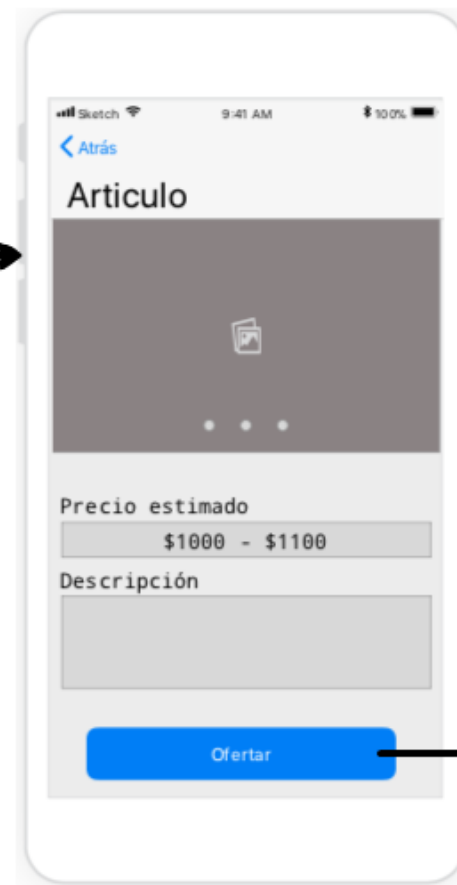 Sketch 9:41 AM 100%
Atrás
Articulo
Precio estimado
$1000 - $1100
Descripción
Ofertar